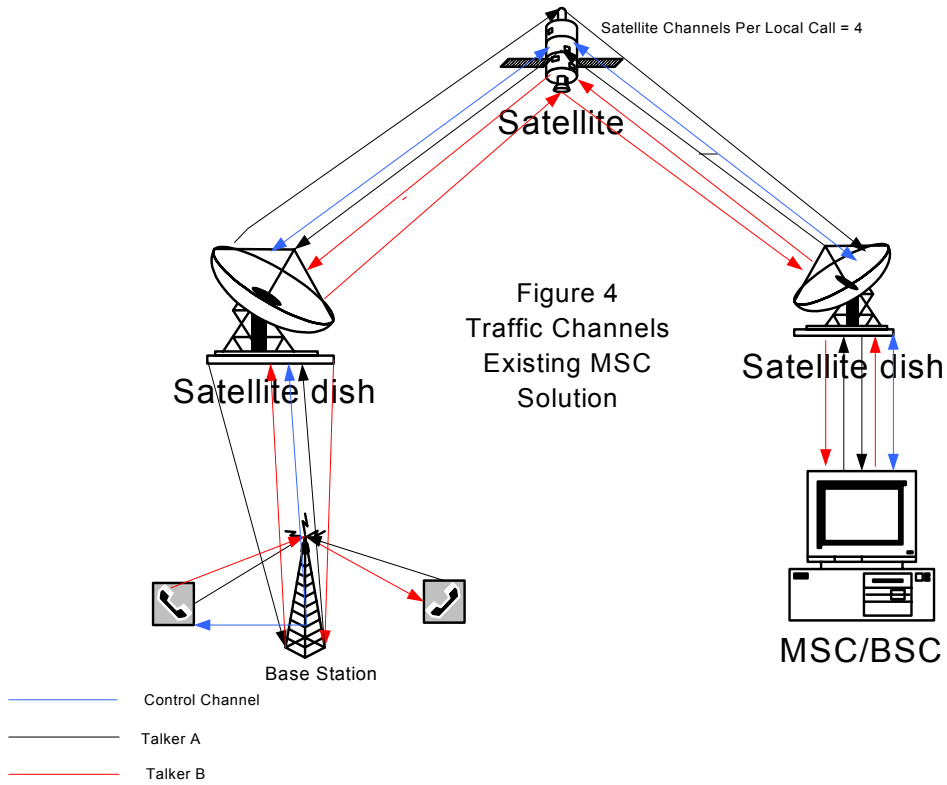 Satellite Channels Per Local Call = 4
Satellite
Figure 4
Traffic Channels
Existing MSC
Solution
Satellite dish
Satellite dish
MSC/BSC
Base Station
Control Channel
Talker A
Talker B